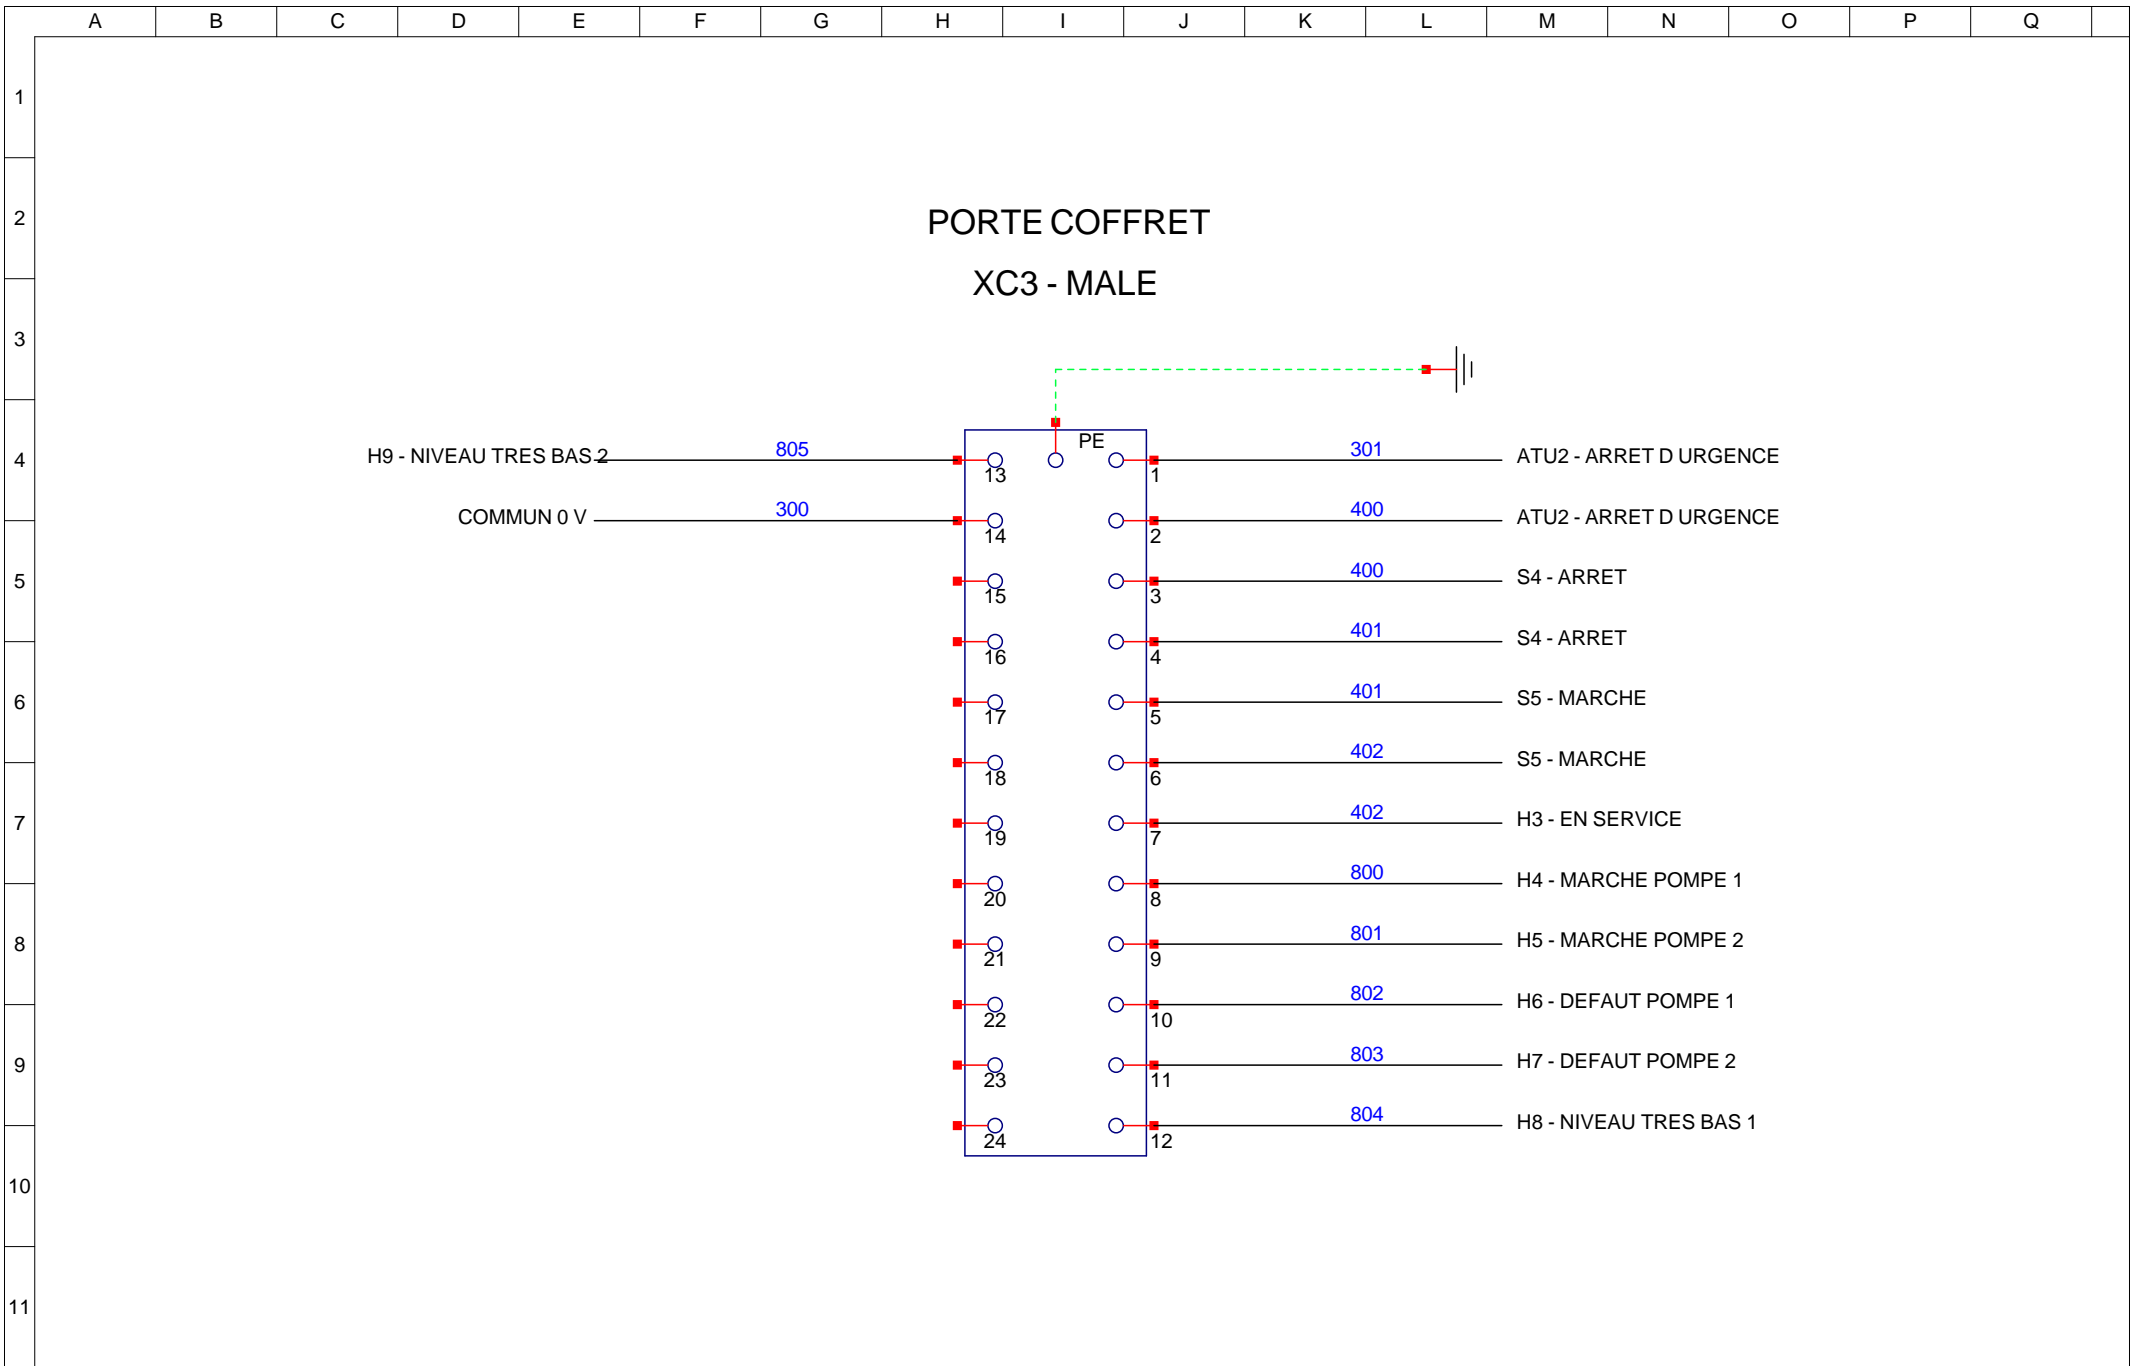 A B C D E F G H I J K L M N O P Q
1
2
PORTE COFFRET
XC3 - MALE
3
PE
4
H9 - NIVEAU TRES BAS 2 805 13 1 301 ATU2 - ARRET D URGENCE
COMMUN 0 V 300 14 2 400 ATU2 - ARRET D URGENCE
5
15 3 400 S4 - ARRET
16 4 401 S4 - ARRET
6
17 5 401 S5 - MARCHE
18 6 402 S5 - MARCHE
7
19 7 402 H3 - EN SERVICE
20 8 800 H4 - MARCHE POMPE 1
8
21 9 801 H5 - MARCHE POMPE 2
22 10 802 H6 - DEFAUT POMPE 1
9
23 11 803 H7 - DEFAUT POMPE 2
24 12 804 H8 - NIVEAU TRES BAS 1
10
11